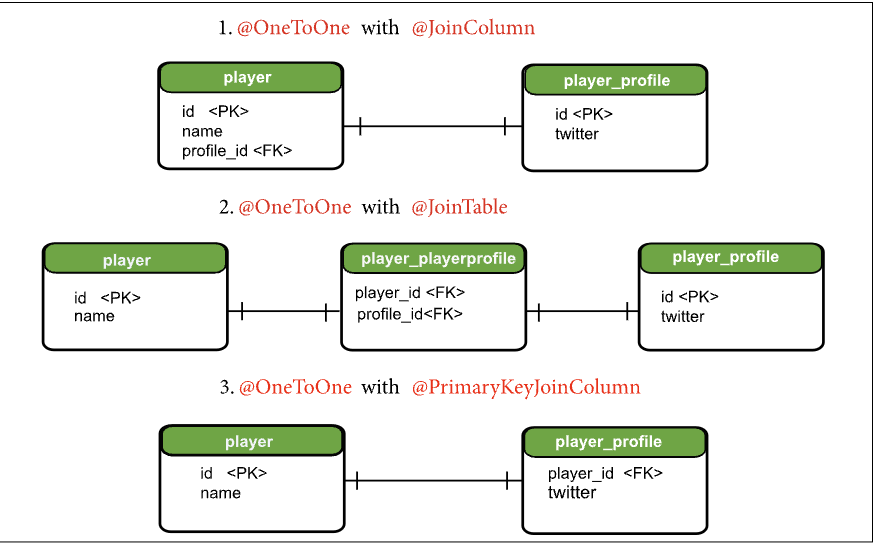 1. @OneToOne with @JoinColumn
player
id <PK>
name
profile_id <FK>
player_profile
id <PK>
twitter
2. @OneToOne with @JoinTable
player
id <PK>
name
player_playerprofile
player_id <FK>
profile_id<FK>
player_profile
id <PK>
twitter
3. @OneToOne with @PrimaryKeyJoinColumn
player
id <PK>
name
player_profile
player_id <FK>
twitter